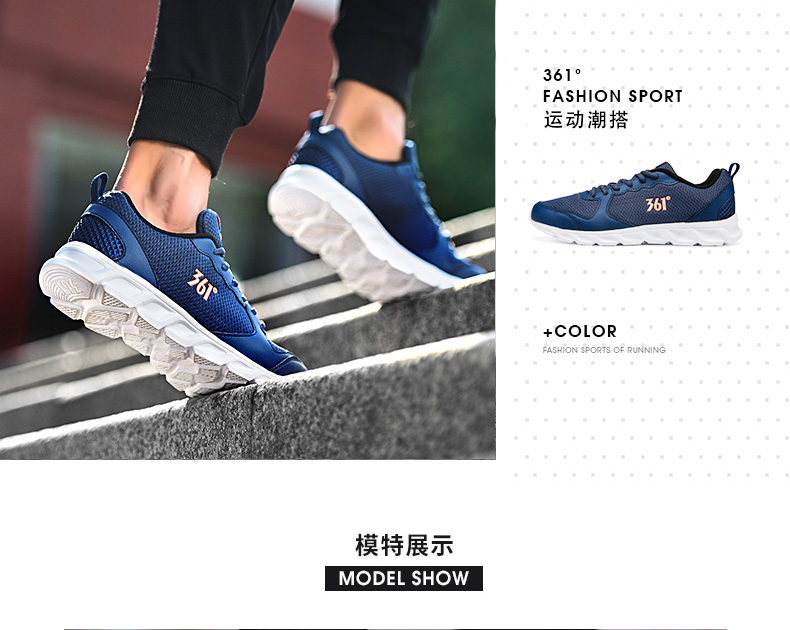 361°
FASHION SPORT
运动潮搭
361°
361°
+COLOR
FASHION SPORTS OF RUNNING
模特展示
MODEL SHOW